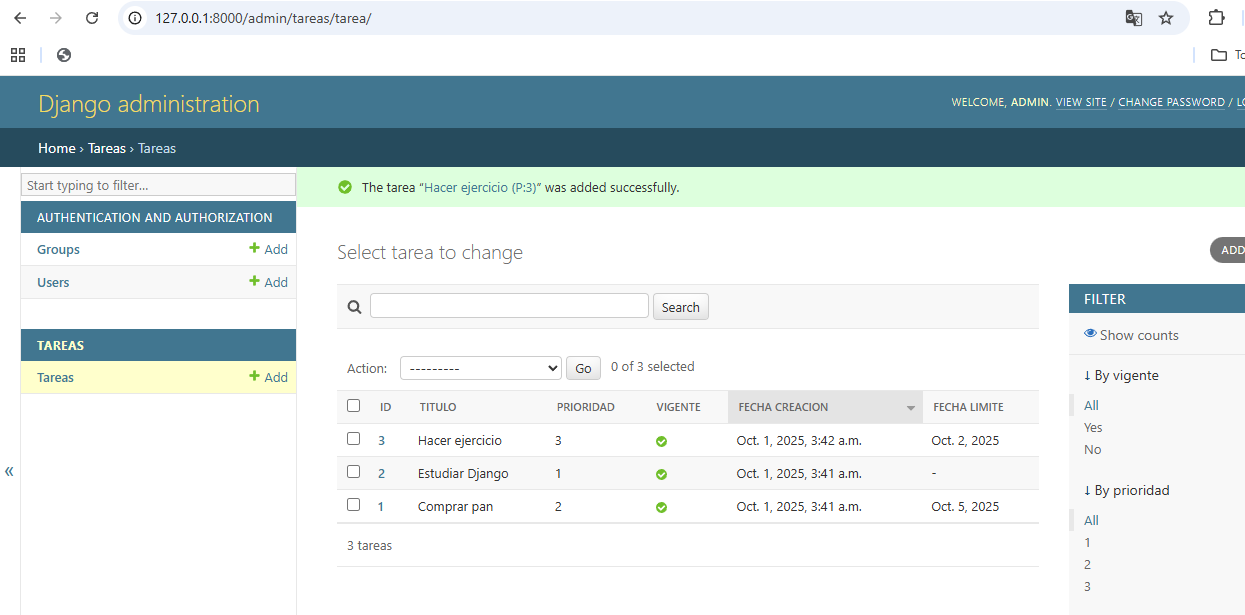 127.0.0.1:8000/admin/tareas/tarea/
Django administration
WELCOME, ADMIN. VIEW SITE / CHANGE PASSWORD /
Home › Tareas › Tareas
Start typing to filter...
AUTHENTICATION AND AUTHORIZATION
Groups + Add
Users + Add
TAREAS
Tareas + Add
«
The tarea “Hacer ejercicio (P:3)” was added successfully.
Select tarea to change
ADD
Search
Action: --------- Go 0 of 3 selected
ID TITULO PRIORIDAD VIGENTE FECHA CREACION FECHA LIMITE
3 Hacer ejercicio 3 Oct. 1, 2025, 3:42 a.m. Oct. 2, 2025
2 Estudiar Django 1 Oct. 1, 2025, 3:41 a.m. -
1 Comprar pan 2 Oct. 1, 2025, 3:41 a.m. Oct. 5, 2025
3 tareas
FILTER
Show counts
↓ By vigente
All
Yes
No
↓ By prioridad
All
1
2
3